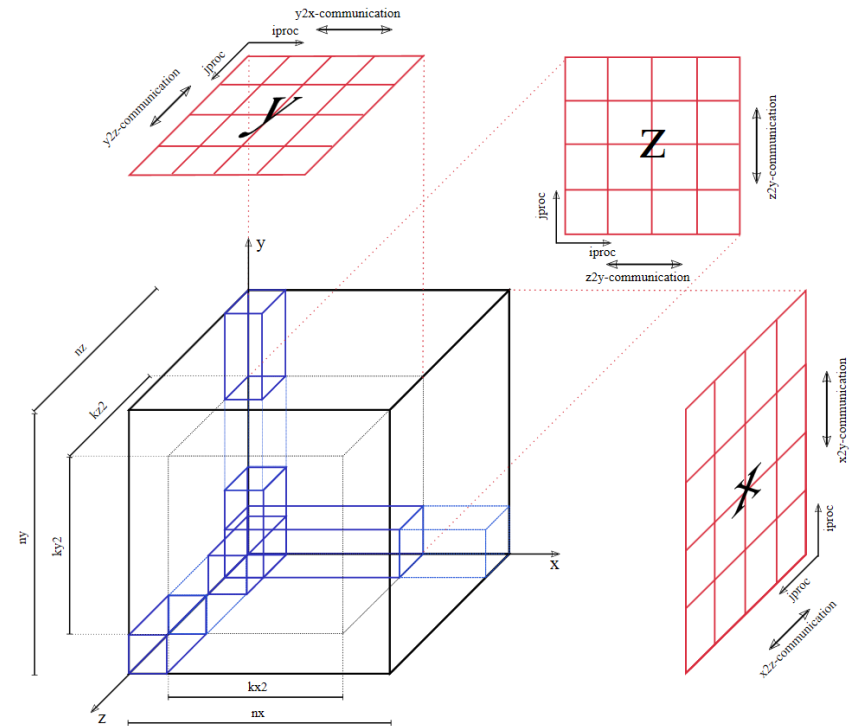 y2x-communication
iproc
jproc
y2z-communication
y
z
z2y-communication
jproc
iproc
z2y-communication
y
nz
kz2
x2y-communication
x
iproc
ny
ky2
x
jproc
x2z-communication
kx2
z
nx